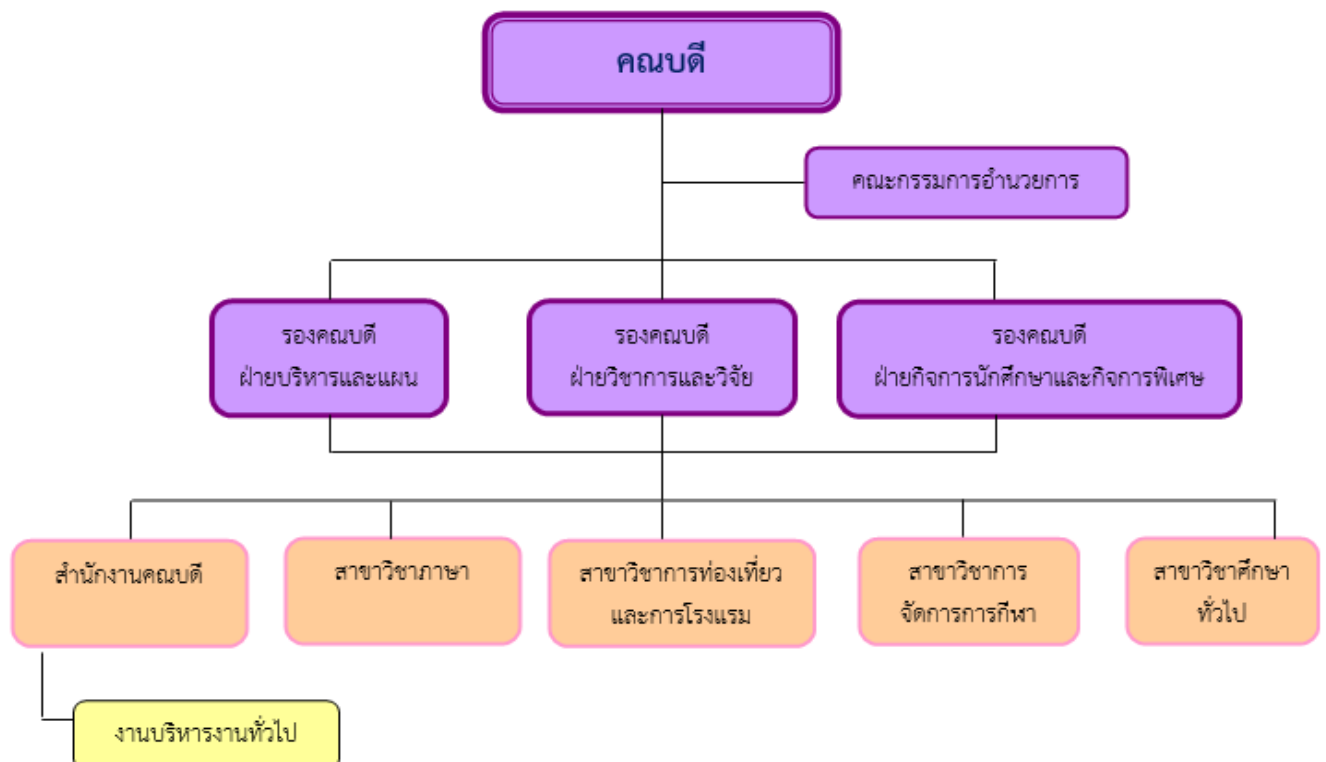 คณบดี
คณะกรรมการอำนวยการ
รองคณบดี
ฝ่ายบริหารและแผน
รองคณบดี
ฝ่ายวิชาการและวิจัย
รองคณบดี
ฝ่ายกิจการนักศึกษาและกิจการพิเศษ
สำนักงานคณบดี
สาขาวิชาภาษา
สาขาวิชาการท่องเที่ยว
และการโรงแรม
สาขาวิชาการ
จัดการการกีฬา
สาขาวิชาศึกษา
ทั่วไป
งานบริหารงานทั่วไป